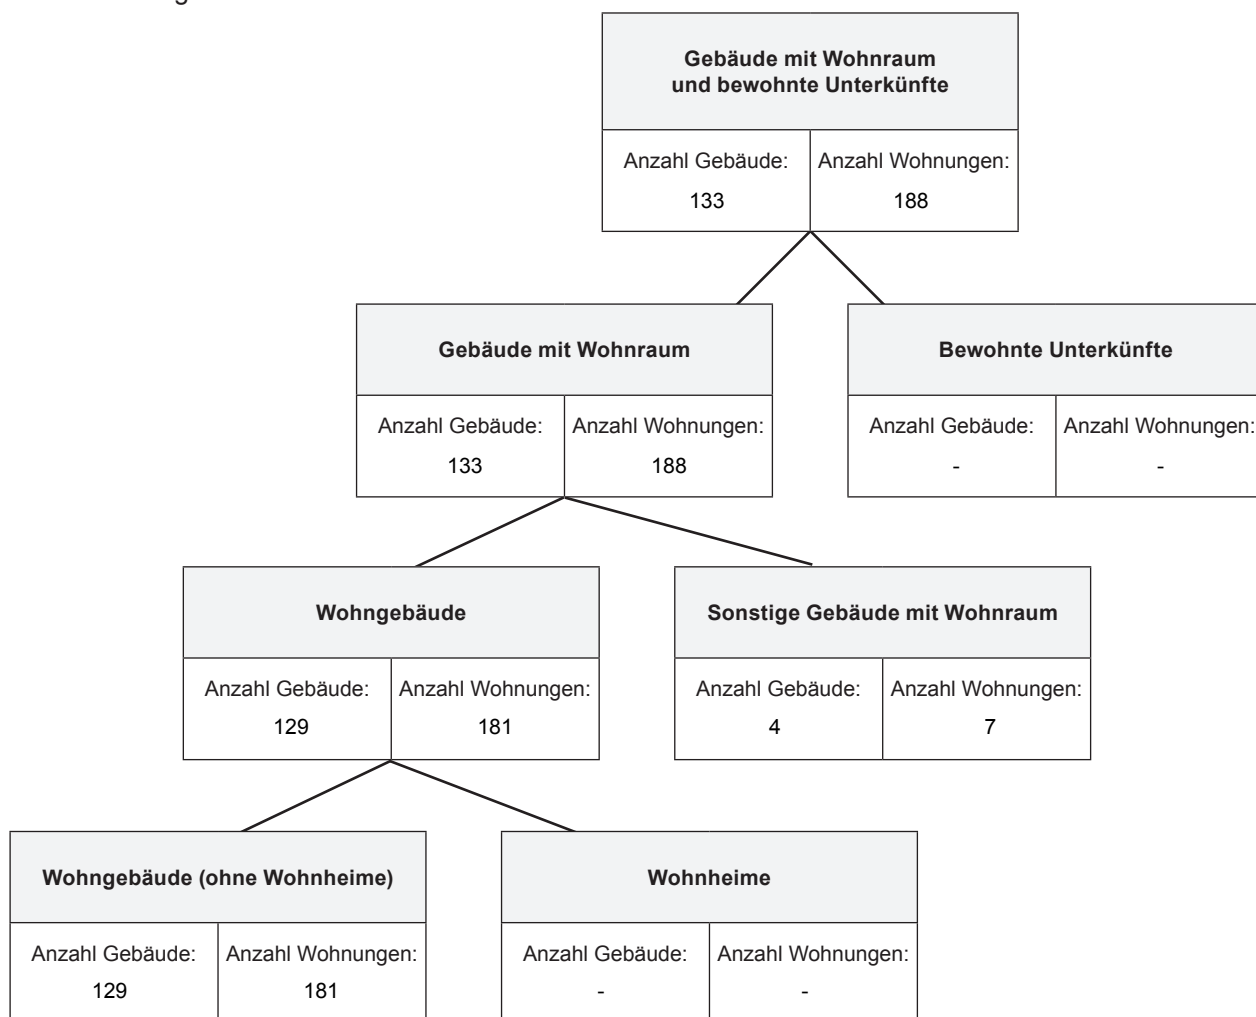 Gebäude mit Wohnraum
und bewohnte Unterkünfte
Anzahl Gebäude: Anzahl Wohnungen:
133 188
Gebäude mit Wohnraum
Anzahl Gebäude: Anzahl Wohnungen:
133 188
Bewohnte Unterkünfte
Anzahl Gebäude: Anzahl Wohnungen:
- -
Wohngebäude
Anzahl Gebäude: Anzahl Wohnungen:
129 181
Sonstige Gebäude mit Wohnraum
Anzahl Gebäude: Anzahl Wohnungen:
4 7
Wohngebäude (ohne Wohnheime)
Anzahl Gebäude: Anzahl Wohnungen:
129 181
Wohnheime
Anzahl Gebäude: Anzahl Wohnungen:
- -